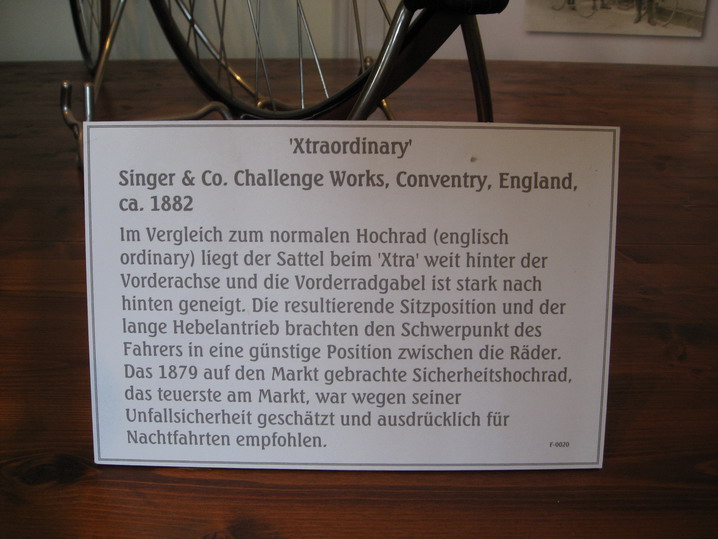 'Xtraordinary'
Singer & Co. Challenge Works, Conventry, England,
ca. 1882
Im Vergleich zum normalen Hochrad (englisch
ordinary) liegt der Sattel beim 'Xtra' weit hinter der
Vorderachse und die Vorderradgabel ist stark nach
hinten geneigt. Die resultierende Sitzposition und der
lange Hebelantrieb brachten den Schwerpunkt des
Fahrers in eine günstige Position zwischen die Räder.
Das 1879 auf den Markt gebrachte Sicherheitshochrad,
das teuerste am Markt, war wegen seiner
Unfallsicherheit geschätzt und ausdrücklich für
Nachtfahrten empfohlen.
F-0020